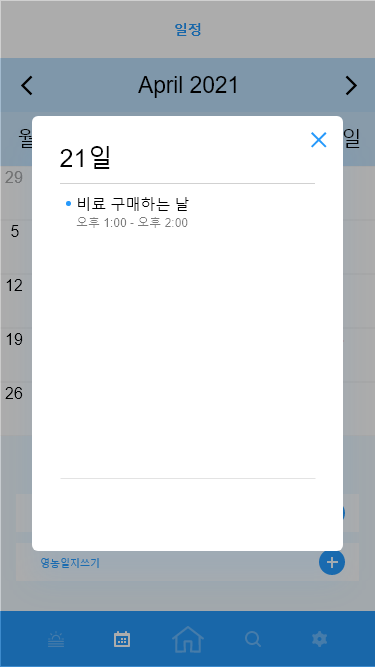 일정
April 2021
월
일
21일
29
비료 구매하는 날
오후 1:00 - 오후 2:00
5
12
19
26
영농일지쓰기